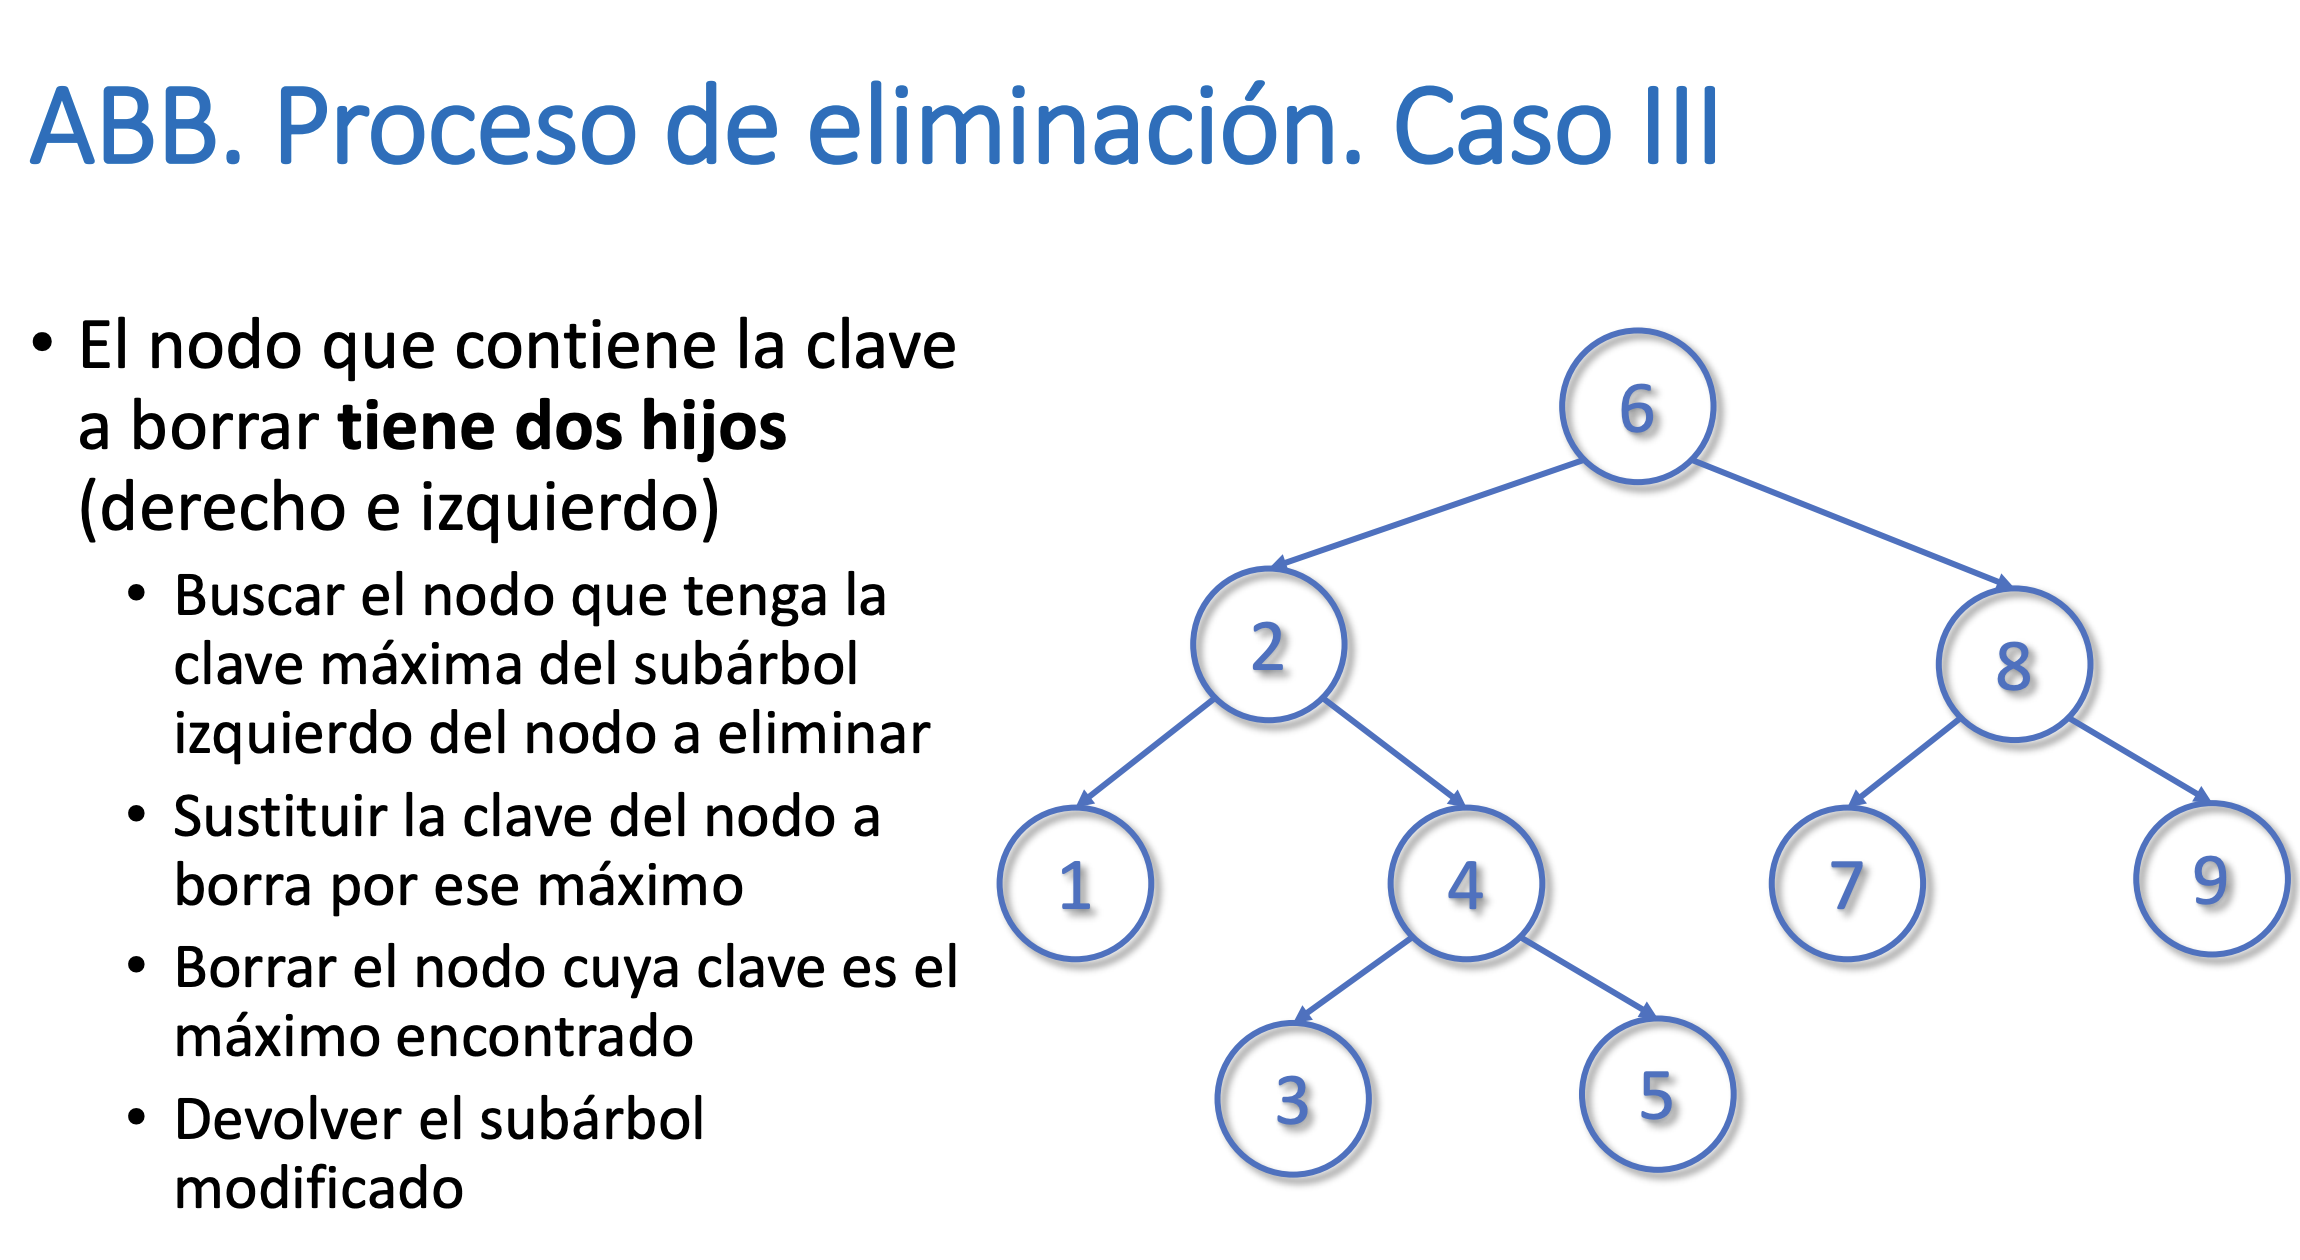 ABB. Proceso de eliminación. Caso III
• El nodo que contiene la clave
a borrar tiene dos hijos
(derecho e izquierdo)
• Buscar el nodo que tenga la
clave máxima del subárbol
izquierdo del nodo a eliminar
• Sustituir la clave del nodo a
borra por ese máximo
• Borrar el nodo cuya clave es el
máximo encontrado
• Devolver el subárbol
modificado
6
2
8
1
4
7
9
3
5